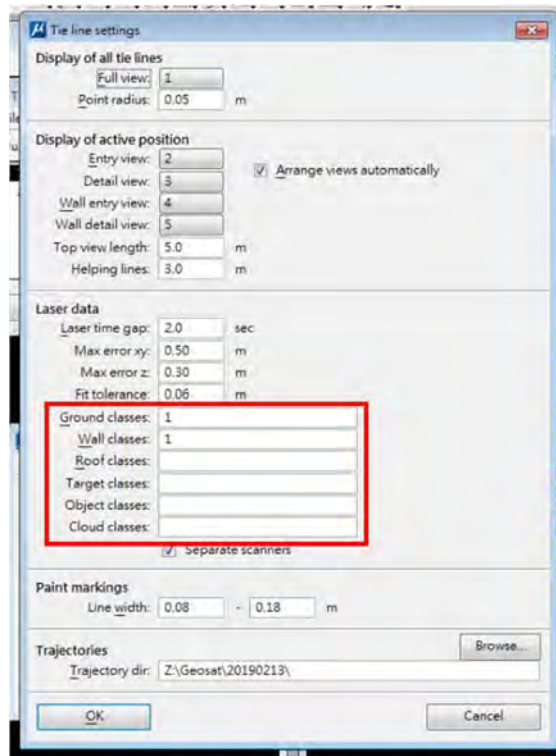 Tie line settings
Display of all tie lines
Full view: 1
Point radius: 0.05 m
Display of active position
Entry view: 2
Detail view: 3
Arrange views automatically
Wall entry view: 4
Wall detail view: 5
Top view length: 5.0 m
Helping lines: 3.0 m
Laser data
Laser time gap: 2.0 sec
Max error xy: 0.50 m
Max error z: 0.30 m
Fit tolerance: 0.06 m
Ground classes: 1
Wall classes: 1
Roof classes:
Target classes:
Object classes:
Cloud classes:
Separate scanners
Paint markings
Line width: 0.08 - 0.18 m
Trajectories
Browse...
Trajectory dir: Z:\Geosat\20190213\
OK Cancel